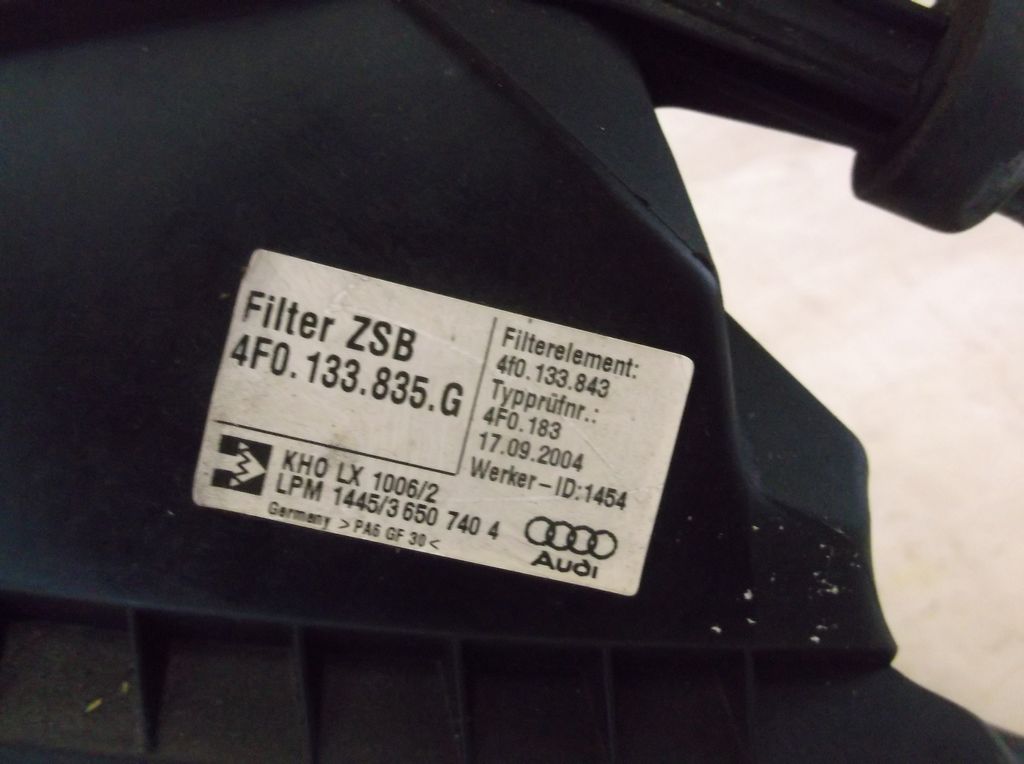 Filter ZSB
4F0.133.835.G
Filterelement:
4f0.133.843
Typprüfnr.:
4F0.183
17.09.2004
Werker-ID:1454
KHO LX 1006/2
LPM 1445/3 650 740 4
Germany >PA6 GF 30<
Audi